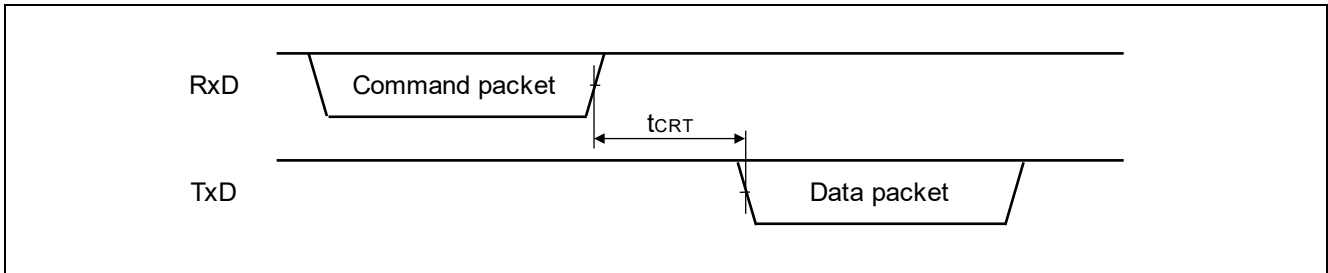 RxD
Command packet
tCRT
TxD
Data packet